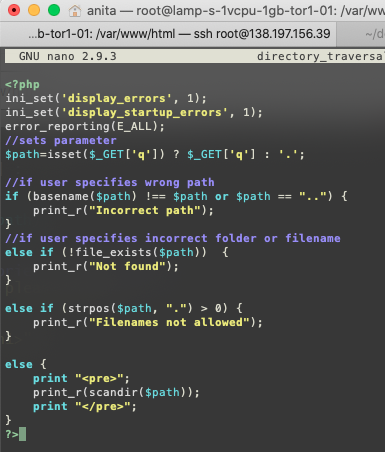 anita — root@lamp-s-1vcpu-1gb-tor1-01: /var/ww
...b-tor1-01: /var/www/html — ssh root@138.197.156.39
~/d
GNU nano 2.9.3
directory_traversa
<?php
ini_set('display_errors', 1);
ini_set('display_startup_errors', 1);
error_reporting(E_ALL);
//sets parameter
$path=isset($_GET['q']) ? $_GET['q'] : '.';
//if user specifies wrong path
if (basename($path) !== $path or $path == "..") {
    print_r("Incorrect path");
}
//if user specifies incorrect folder or filename
else if (!file_exists($path))  {
    print_r("Not found");
}
else if (strpos($path, ".") > 0) {
    print_r("Filenames not allowed");
}
else {
    print "<pre>";
    print_r(scandir($path));
    print "</pre>";
}
?>